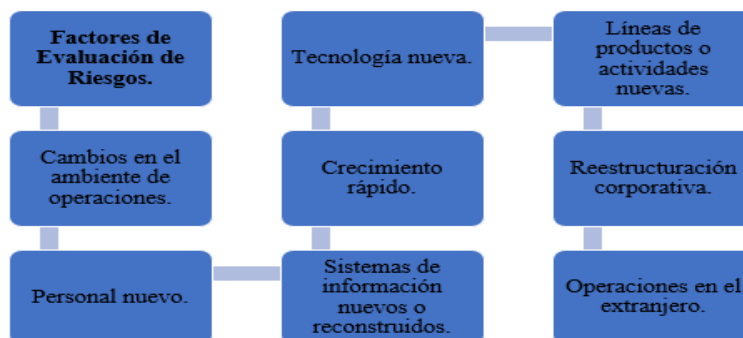 Factores de
Evaluación de
Riesgos.
Cambios en el
ambiente de
operaciones.
Personal nuevo.
Sistemas de
información
nuevos o
reconstruidos.
Crecimiento
rápido.
Tecnología nueva.
Líneas de
productos o
actividades
nuevas.
Reestructuración
corporativa.
Operaciones en el
extranjero.